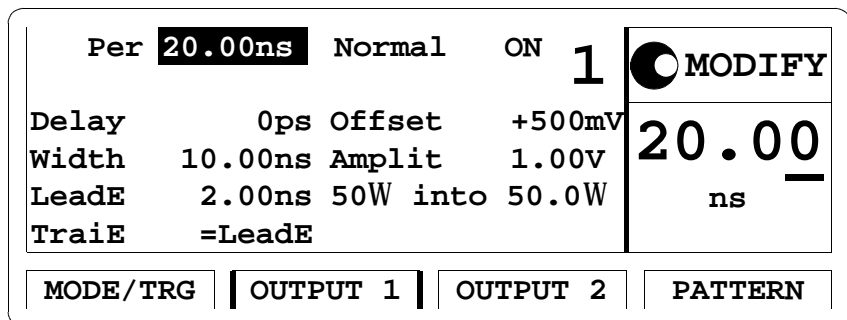 Per 20.00ns Normal ON 1
MODIFY
Delay 0ps Offset +500mV
Width 10.00ns Amplit 1.00V
LeadE 2.00ns 50W into 50.0W
TraiE =LeadE
20.00
ns
MODE/TRG OUTPUT 1 OUTPUT 2 PATTERN